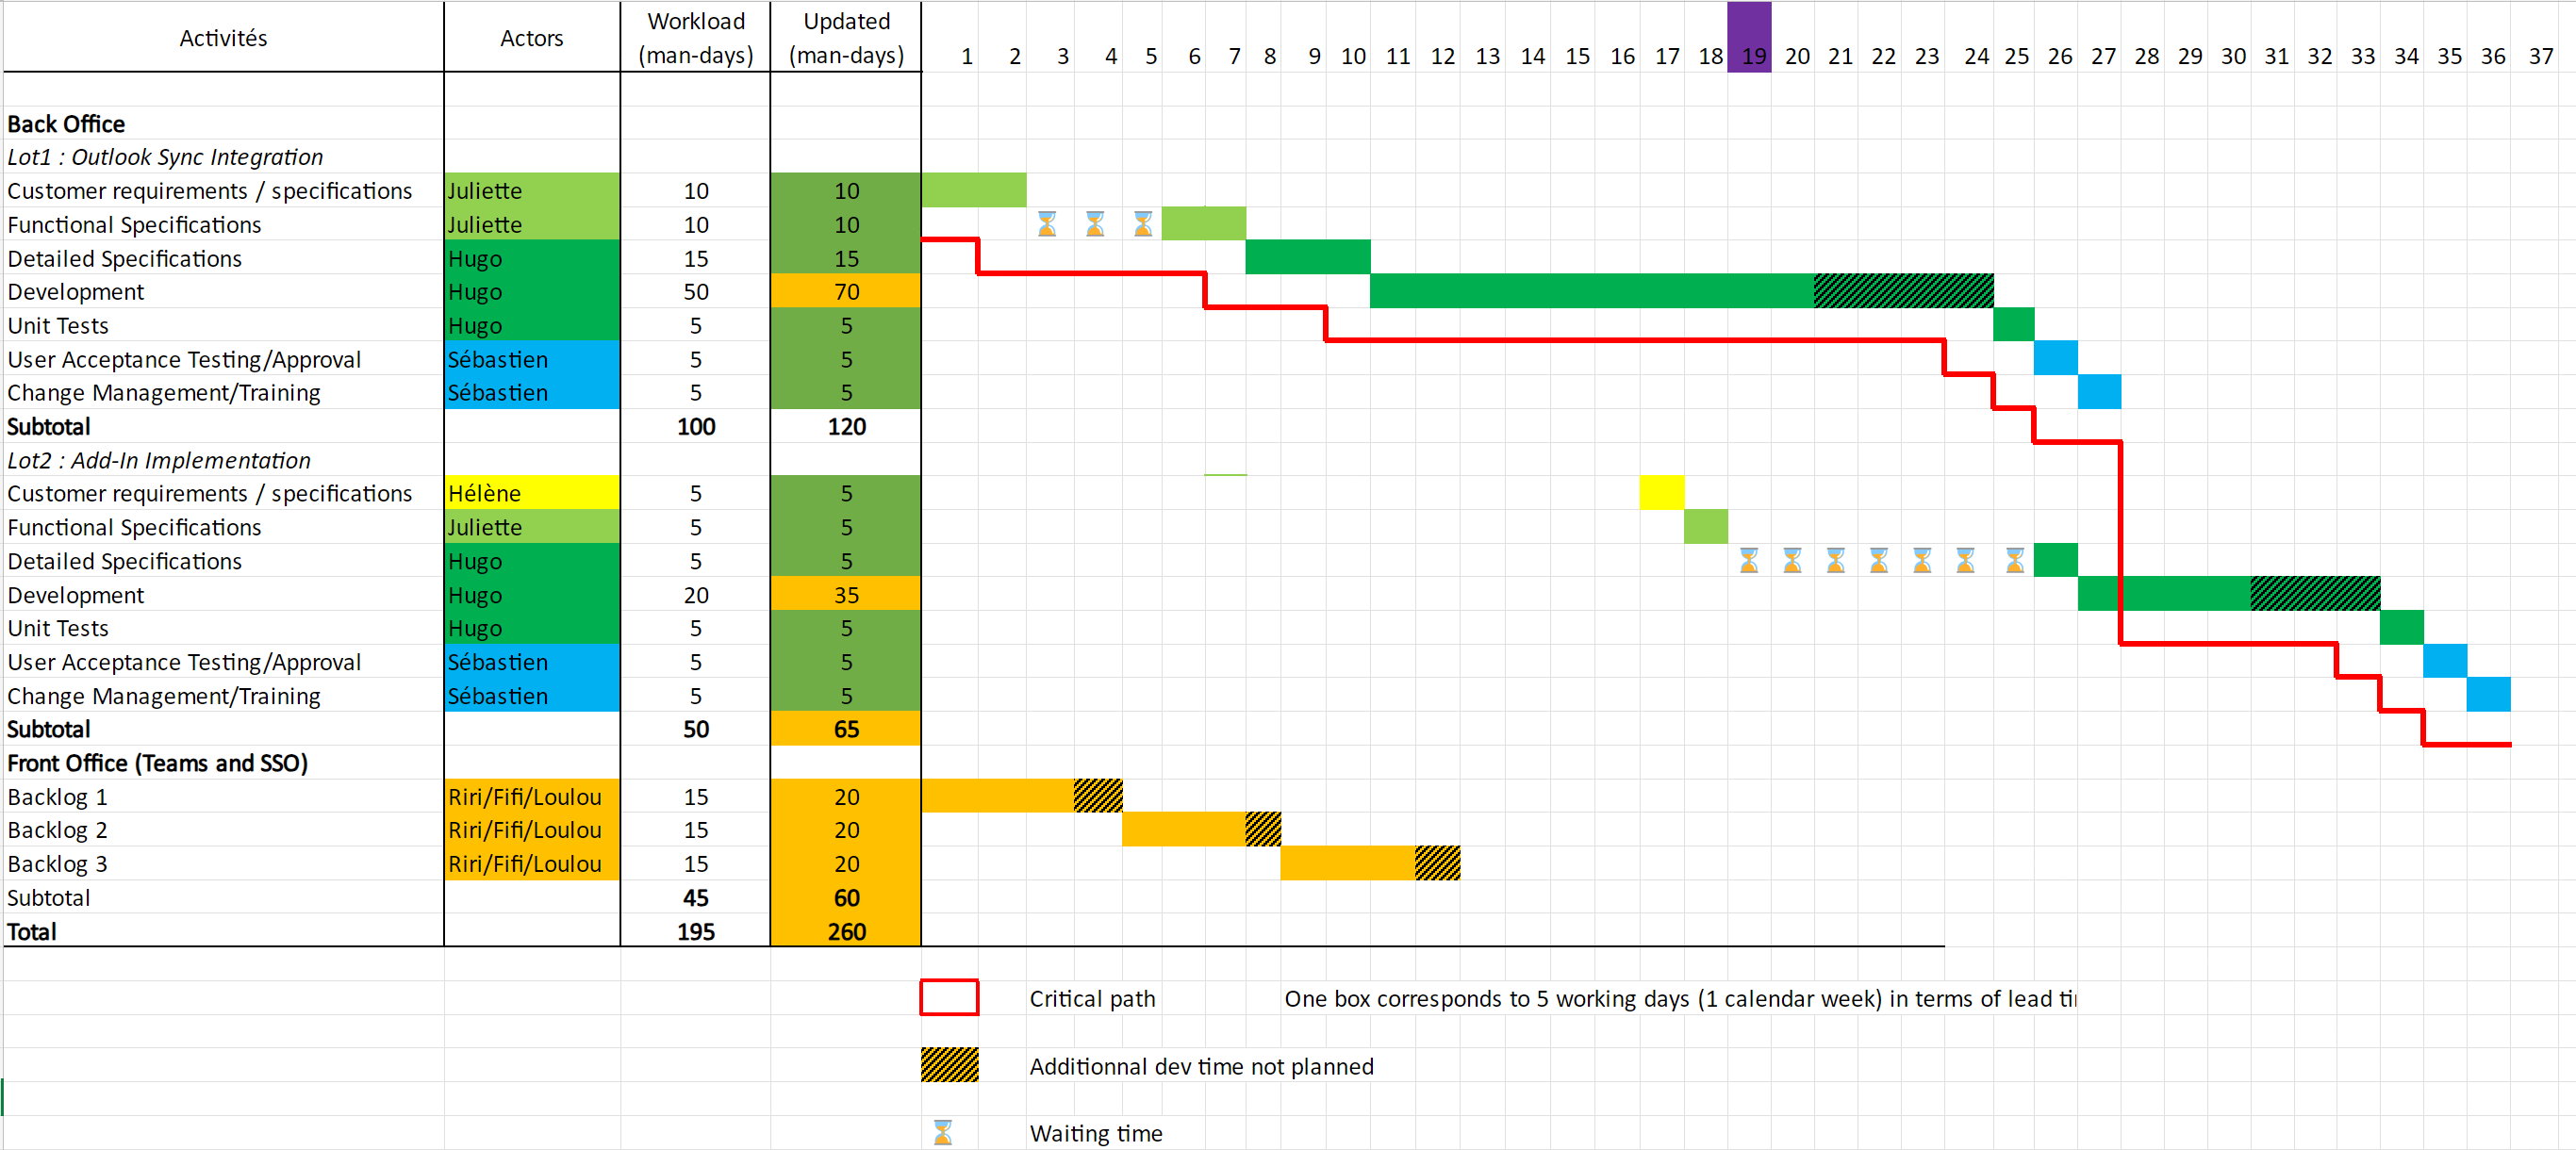 Activités Actors Workload (man-days) Updated (man-days) 1 2 3 4 5 6 7 8 9 10 11 12 13 14 15 16 17 18 19 20 21 22 23 24 25 26 27 28 29 30 31 32 33 34 35 36 37
Back Office
Lot1 : Outlook Sync Integration
Customer requirements / specifications Juliette 10 10
Functional Specifications Juliette 10 10
Detailed Specifications Hugo 15 15
Development Hugo 50 70
Unit Tests Hugo 5 5
User Acceptance Testing/Approval Sébastien 5 5
Change Management/Training Sébastien 5 5
Subtotal 100 120
Lot2 : Add-In Implementation
Customer requirements / specifications Hélène 5 5
Functional Specifications Juliette 5 5
Detailed Specifications Hugo 5 5
Development Hugo 20 35
Unit Tests Hugo 5 5
User Acceptance Testing/Approval Sébastien 5 5
Change Management/Training Sébastien 5 5
Subtotal 50 65
Front Office (Teams and SSO)
Backlog 1 Riri/Fifi/Loulou 15 20
Backlog 2 Riri/Fifi/Loulou 15 20
Backlog 3 Riri/Fifi/Loulou 15 20
Subtotal 45 60
Total 195 260
Critical path One box corresponds to 5 working days (1 calendar week) in terms of lead
Additionnal dev time not planned
Waiting time